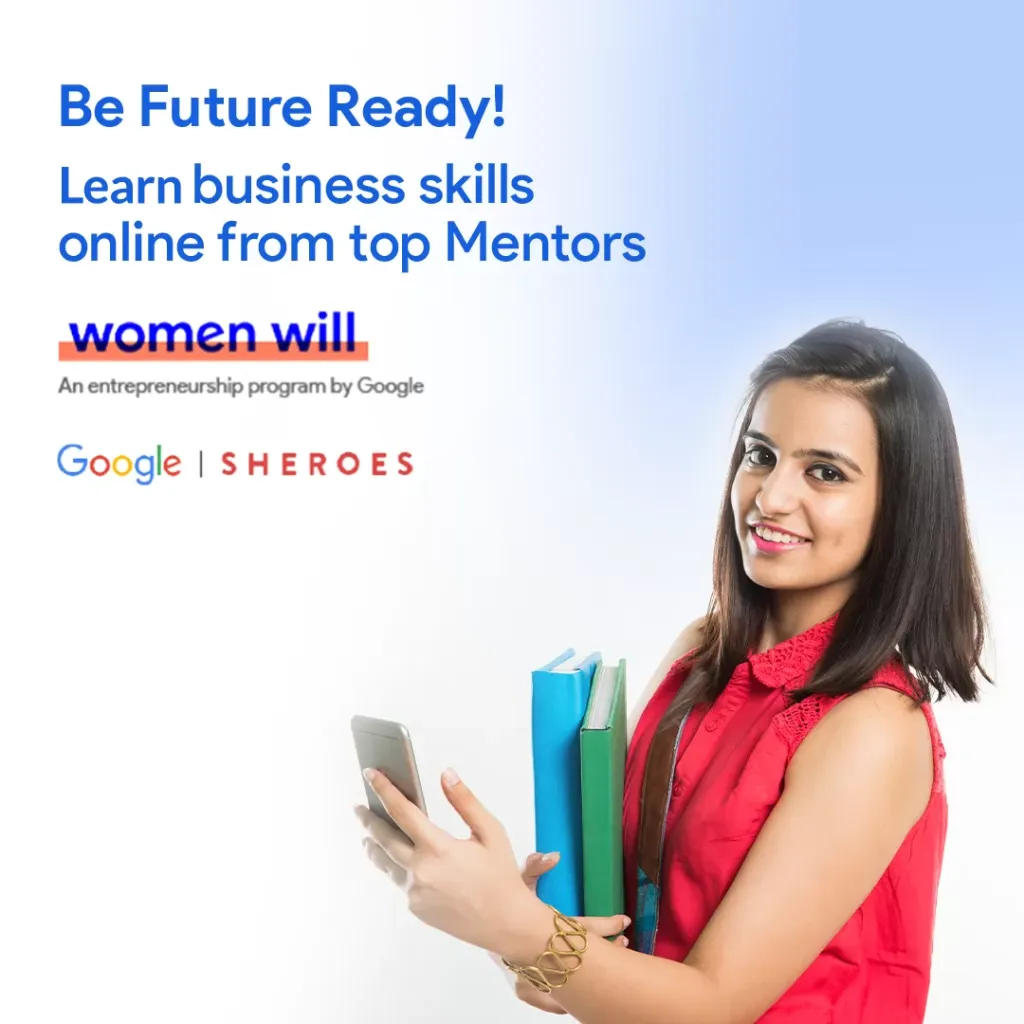 Be Future Ready!
Learn business skills
online from top Mentors
women will
An entrepreneurship program by Google
Google | SHEROES